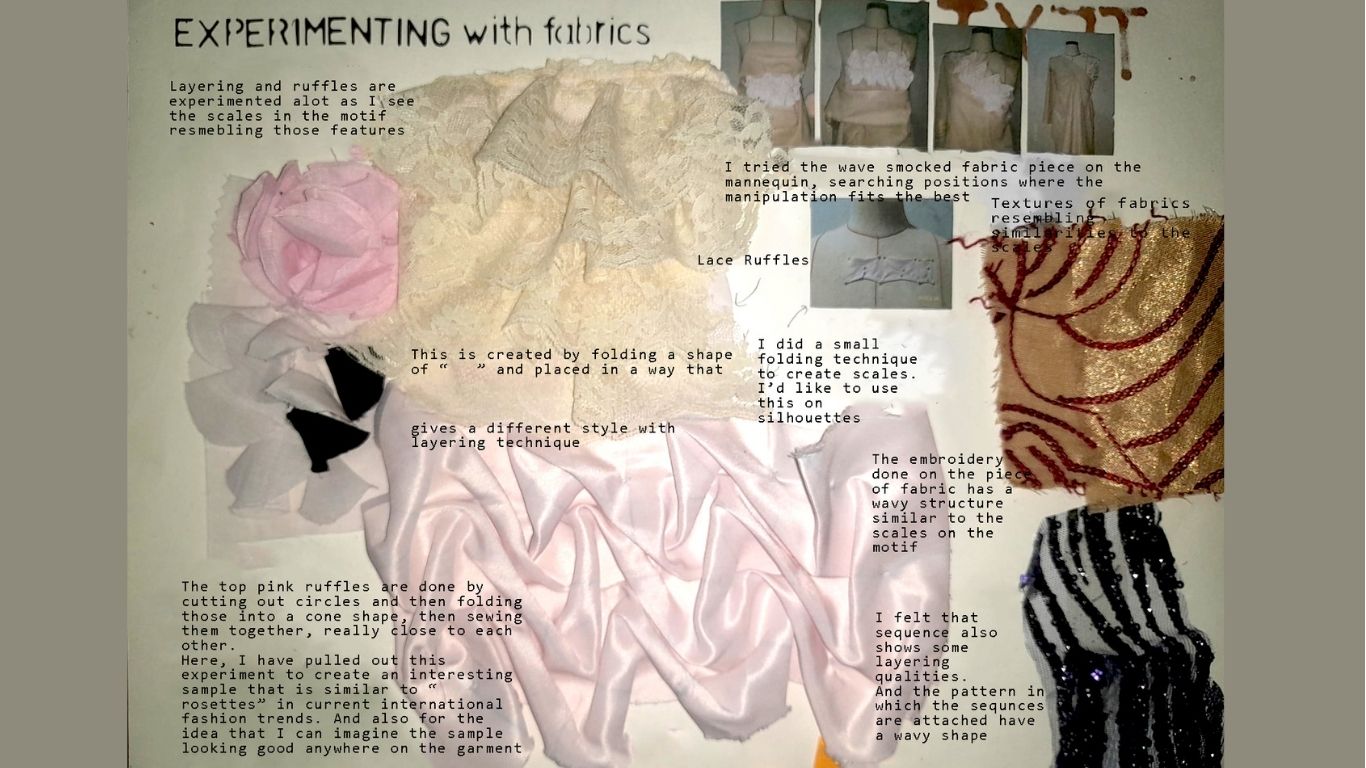 EXPERIMENTING with fabrics
Layering and ruffles are
experimented alot as I see
the scales in the motif
resmebling those features
I tried the wave smocked fabric piece on the
mannequin, searching positions where the
manipulation fits the best
Textures of fabrics
resembling
similarities to the
scales
Lace Ruffles
This is created by folding a shape
of “ ” and placed in a way that
gives a different style with
layering technique
I did a small
folding technique
to create scales.
I’d like to use
this on
silhouettes
The embroidery
done on the piece
of fabric has a
wavy structure
similar to the
scales on the
motif
The top pink ruffles are done by
cutting out circles and then folding
those into a cone shape, then sewing
them together, really close to each
other.
Here, I have pulled out this
experiment to create an interesting
sample that is similar to “
rosettes” in current international
fashion trends. And also for the
idea that I can imagine the sample
looking good anywhere on the garment
I felt that
sequence also
shows some
layering
qualities.
And the pattern in
which the sequnces
are attached have
a wavy shape